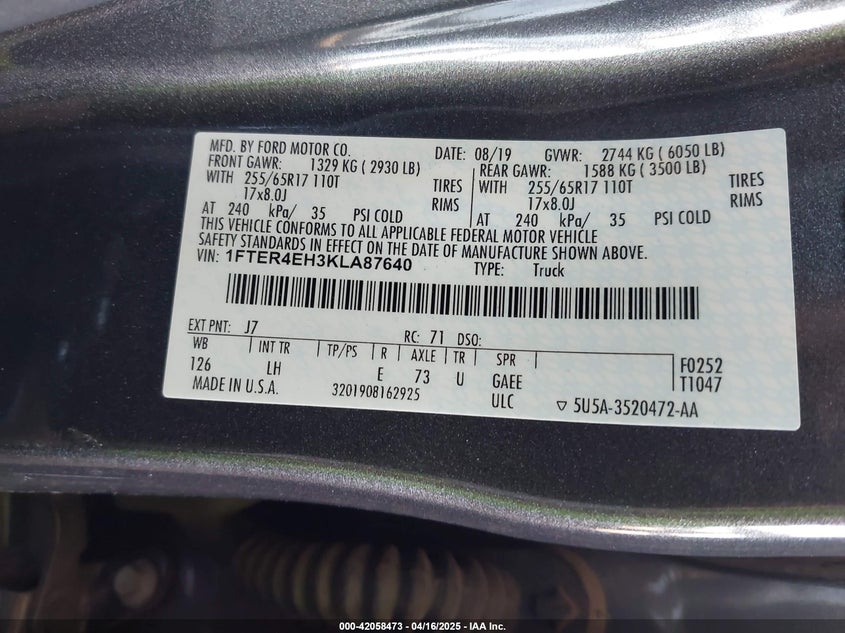 MFD. BY FORD MOTOR CO. DATE: 08/19 GVWR: 2744 KG ( 6050 LB)
FRONT GAWR: 1329 KG ( 2930 LB) REAR GAWR: 1588 KG ( 3500 LB)
WITH 255/65R17 110T TIRES WITH 255/65R17 110T TIRES
17x8.0J RIMS 17x8.0J RIMS
AT 240 kPa/ 35 PSI COLD AT 240 kPa/ 35 PSI COLD
THIS VEHICLE CONFORMS TO ALL APPLICABLE FEDERAL MOTOR VEHICLE
SAFETY STANDARDS IN EFFECT ON THE DATE OF MANUFACTURE SHOWN ABOVE.
VIN: 1FTER4EH3KLA87640 TYPE: Truck
EXT PNT: J7 RC: 71 DSO:
WB INT TR TP/PS R AXLE TR SPR
126 LH E 73 U GAEE F0252
MADE IN U.S.A. 3201908162925 ULC T1047
▽ 5U5A-3520472-AA
000-42058473 - 04/16/2025 - IAA Inc.